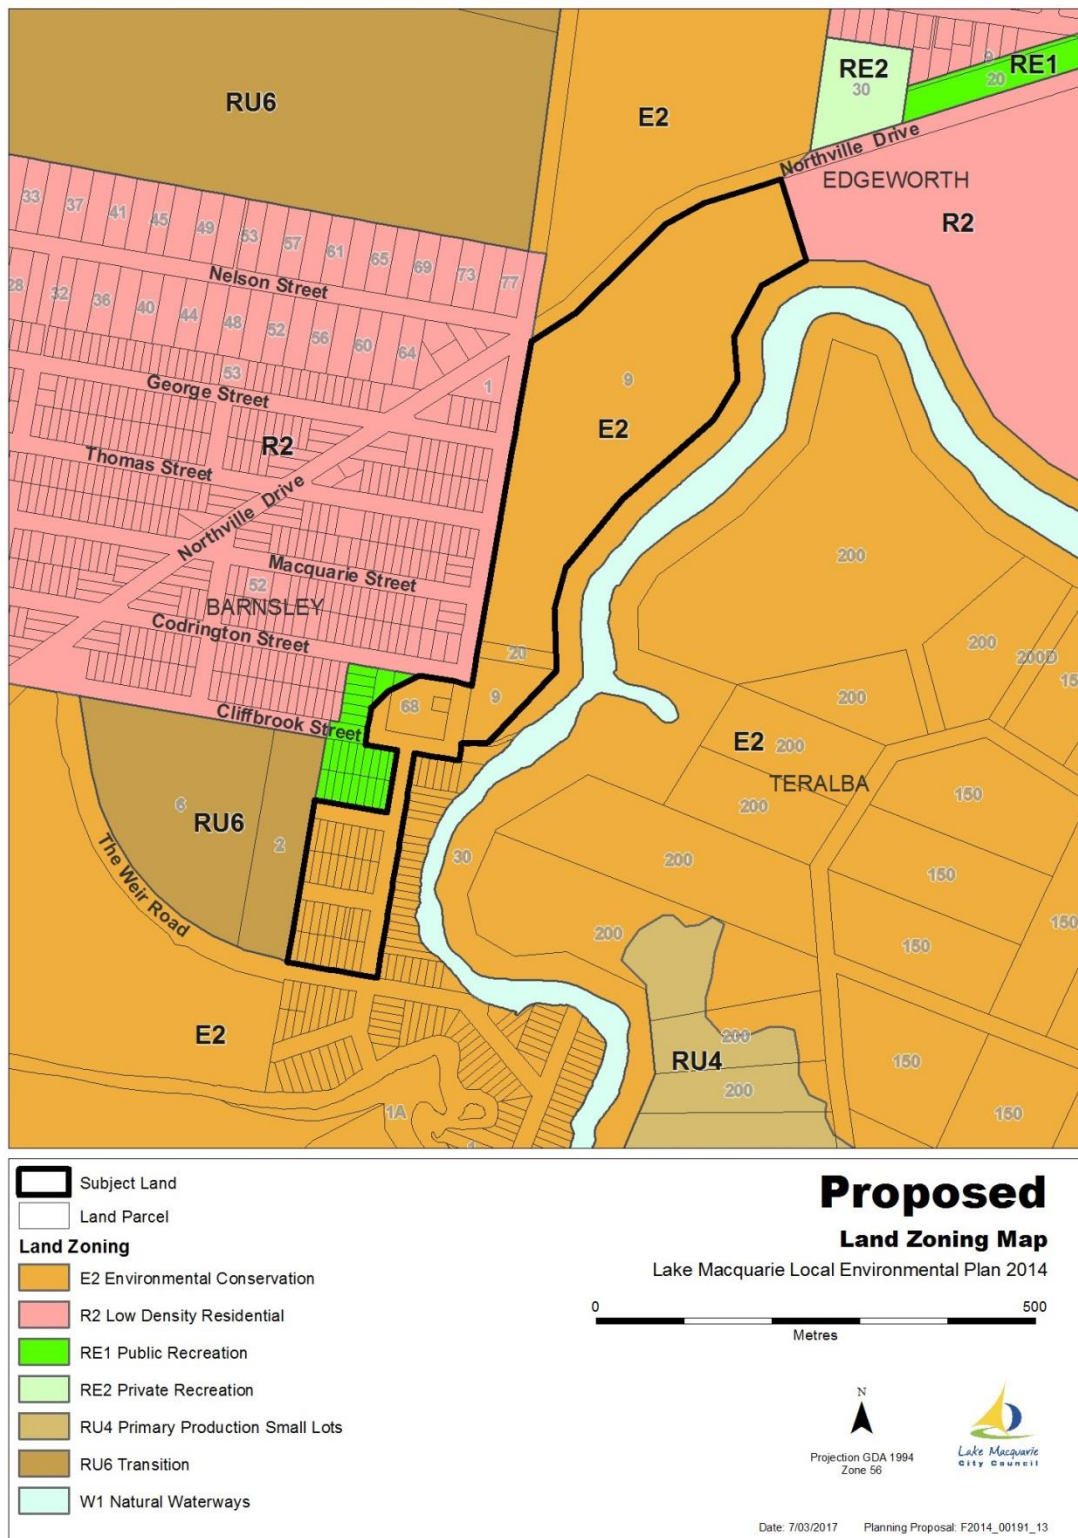 RU6
E2
RE2
30
9
20
RE1
Northville Drive
EDGEWORTH
R2
33
37
41
45
49
53
57
61
65
69
73
77
Nelson Street
28
32
36
40
44
48
52
56
60
64
53
George Street
1
9
E2
R2
Thomas Street
Northville Drive
Macquarie Street
52
BARNSLEY
Codrington Street
200
20
200
200D
15
68
9
200
Cliffbrook Street
E2
200
TERALBA
200
150
6
RU6
2
30
200
150
The Weir Road
200
150
150
E2
200
RU4
150
200
1A
150
Subject Land
Land Parcel
Land Zoning
E2 Environmental Conservation
R2 Low Density Residential
RE1 Public Recreation
RE2 Private Recreation
RU4 Primary Production Small Lots
RU6 Transition
W1 Natural Waterways
Proposed
Land Zoning Map
Lake Macquarie Local Environmental Plan 2014
0 500
Metres
N
Projection GDA 1994
Zone 56
Lake Macquarie
City Council
Date: 7/03/2017 Planning Proposal: F2014_00191_13